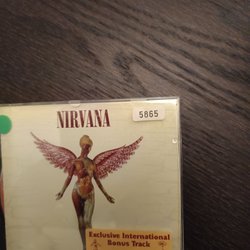 NIRVANA
5865
Exclusive International
Bonus Track